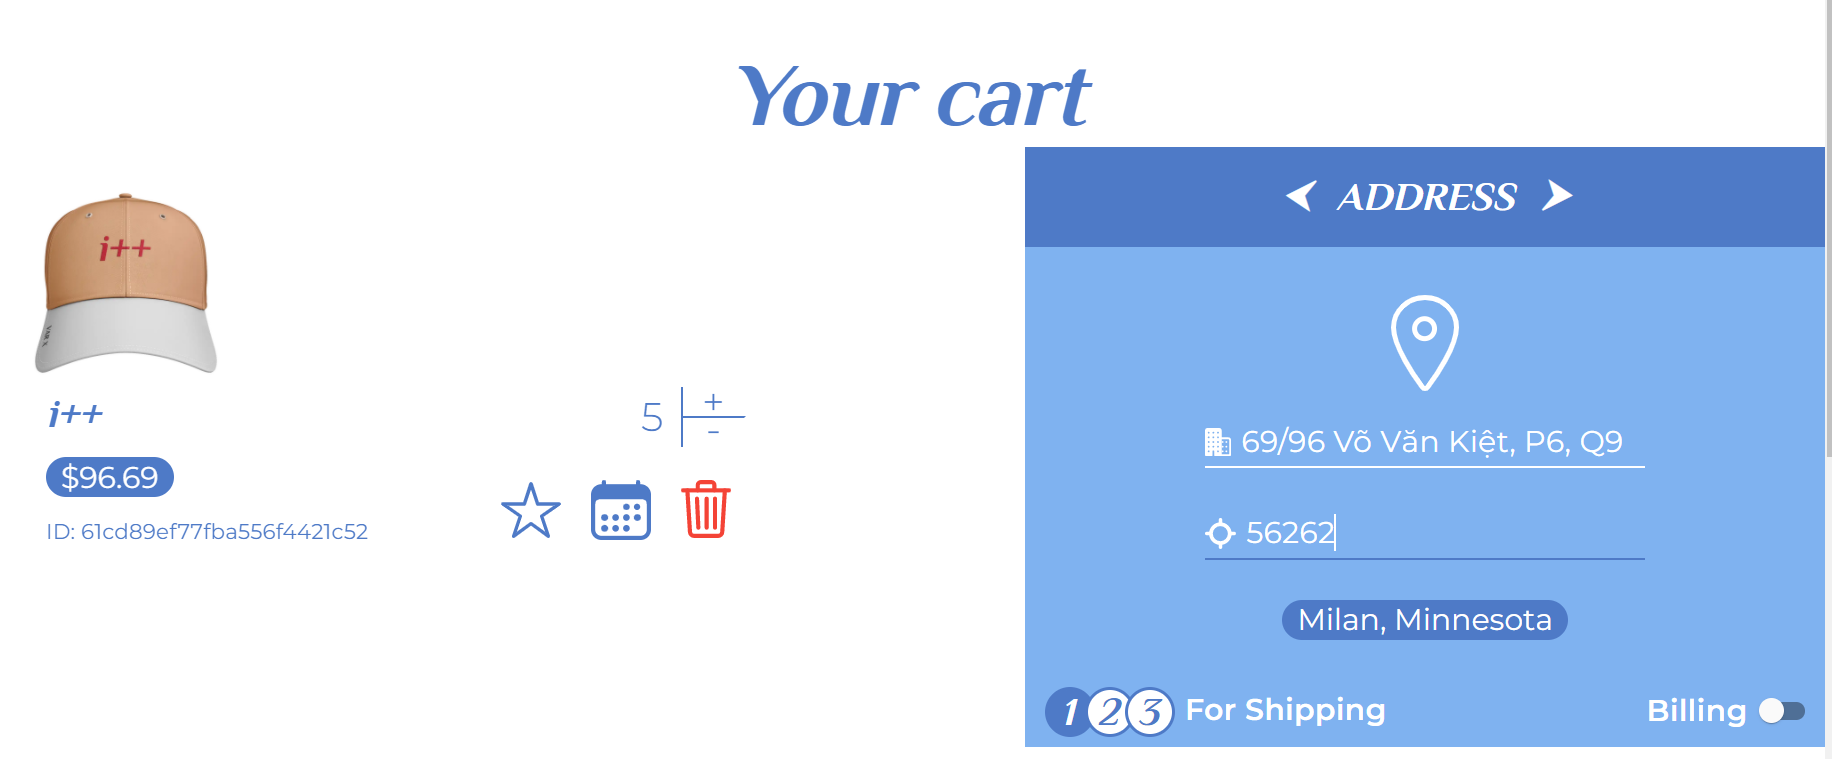 Your cart
i++
i++
$96.69
ID: 61cd89ef77fba556f4421c52
5
+
-
ADDRESS
69/96 Võ Văn Kiệt, P6, Q9
56262
Milan, Minnesota
1 2 3 For Shipping
Billing